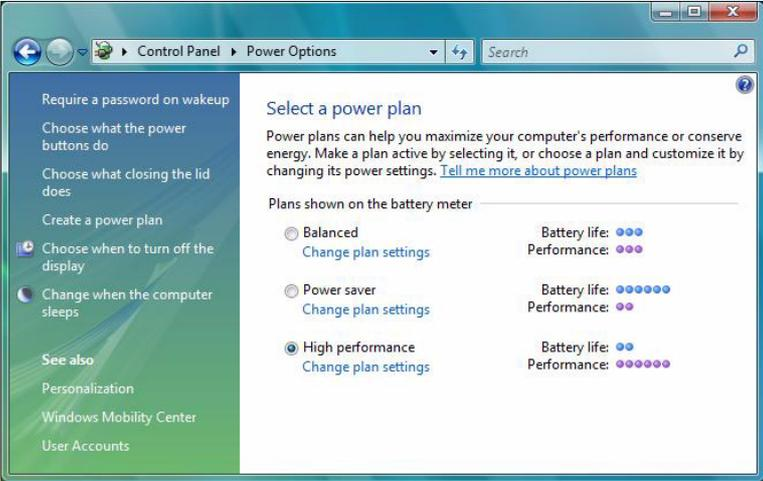 Control Panel Power Options Search
Require a password on wakeup
Choose what the power
buttons do
Choose what closing the lid
does
Create a power plan
Choose when to turn off the
display
Change when the computer
sleeps
See also
Personalization
Windows Mobility Center
User Accounts
Select a power plan
Power plans can help you maximize your computer's performance or conserve
energy. Make a plan active by selecting it, or choose a plan and customize it by
changing its power settings. Tell me more about power plans
Plans shown on the battery meter
Balanced Battery life:
Change plan settings Performance:
Power saver Battery life:
Change plan settings Performance:
High performance Battery life:
Change plan settings Performance: